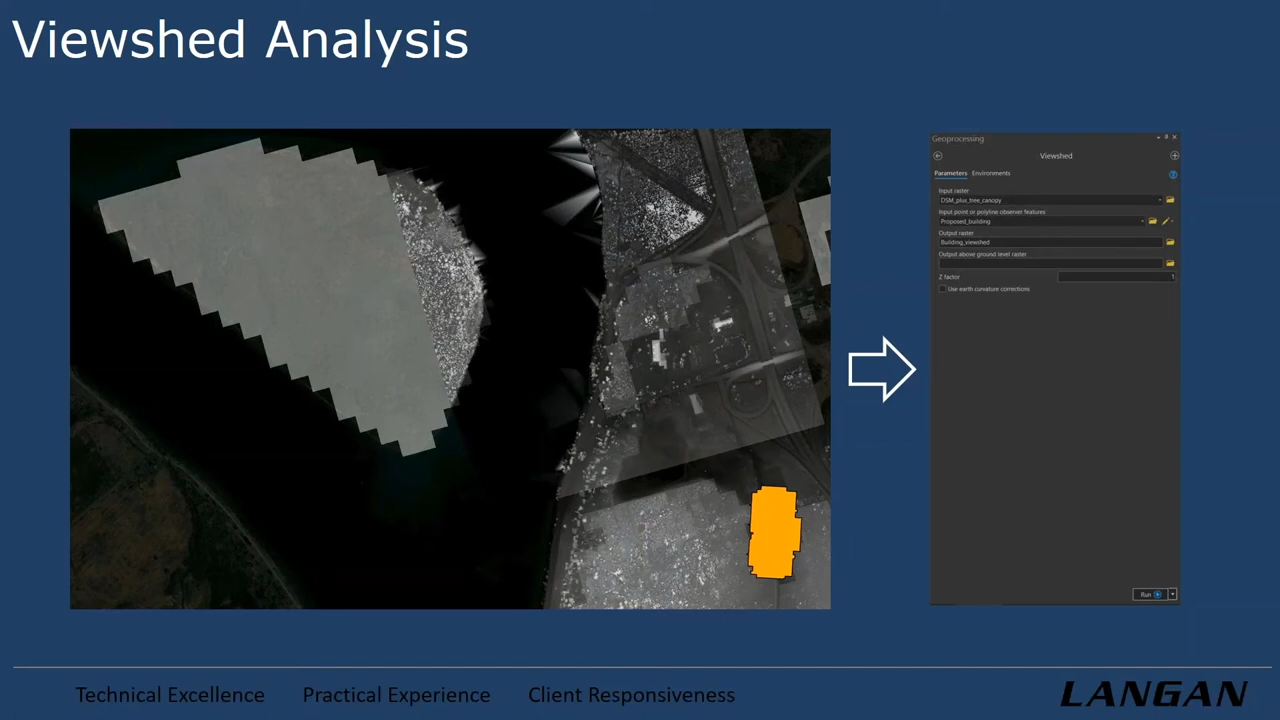 Viewshed Analysis
Geoprocessing
Viewshed
Parameters Environments
Input raster
DSM_plus_tree_canopy
Input point or polyline observer features
Proposed_building
Output raster
Building_viewshed
Output above ground level raster
Z factor 1
Use earth curvature corrections
Run
Technical Excellence Practical Experience Client Responsiveness
LANGAN